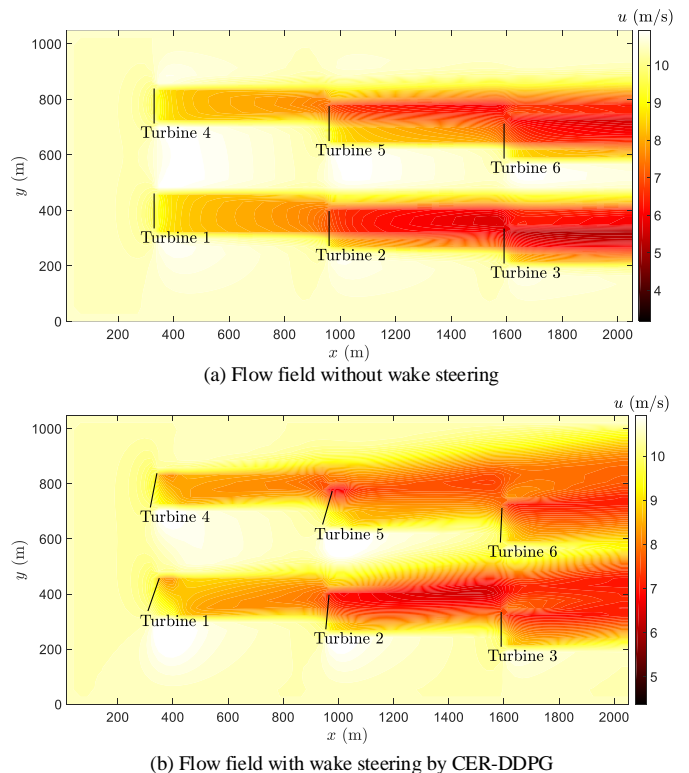 u (m/s)
1000
800
600
400
200
0
y (m)
Turbine 4
Turbine 5
Turbine 6
Turbine 1
Turbine 2
Turbine 3
10
9
8
7
6
5
4
200 400 600 800 1000 1200 1400 1600 1800 2000
x (m)
(a) Flow field without wake steering
u (m/s)
1000
800
600
400
200
0
y (m)
Turbine 4
Turbine 5
Turbine 6
Turbine 1
Turbine 2
Turbine 3
10
9
8
7
6
5
200 400 600 800 1000 1200 1400 1600 1800 2000
x (m)
(b) Flow field with wake steering by CER-DDPG